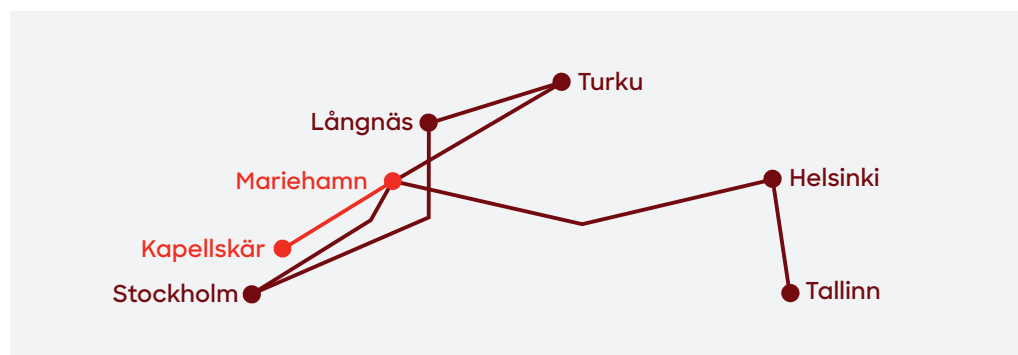 Turku
Långnäs
Mariehamn
Helsinki
Kapellskär
Stockholm
Tallinn